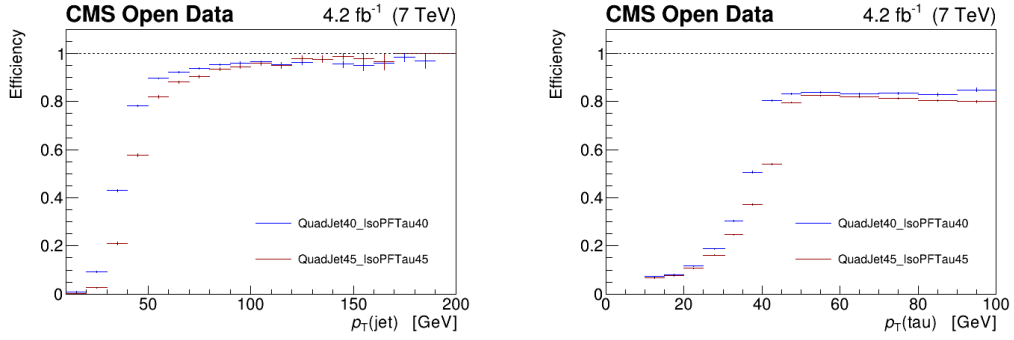 CMS Open Data 4.2 fb⁻¹ (7 TeV)
Efficiency
1
0.8
0.6
0.4
0.2
0
QuadJet40_IsoPFTau40
QuadJet45_IsoPFTau45
50 100 150 200
pT(jet) [GeV]
CMS Open Data 4.2 fb⁻¹ (7 TeV)
Efficiency
1
0.8
0.6
0.4
0.2
0
QuadJet40_IsoPFTau40
QuadJet45_IsoPFTau45
0 20 40 60 80 100
pT(tau) [GeV]